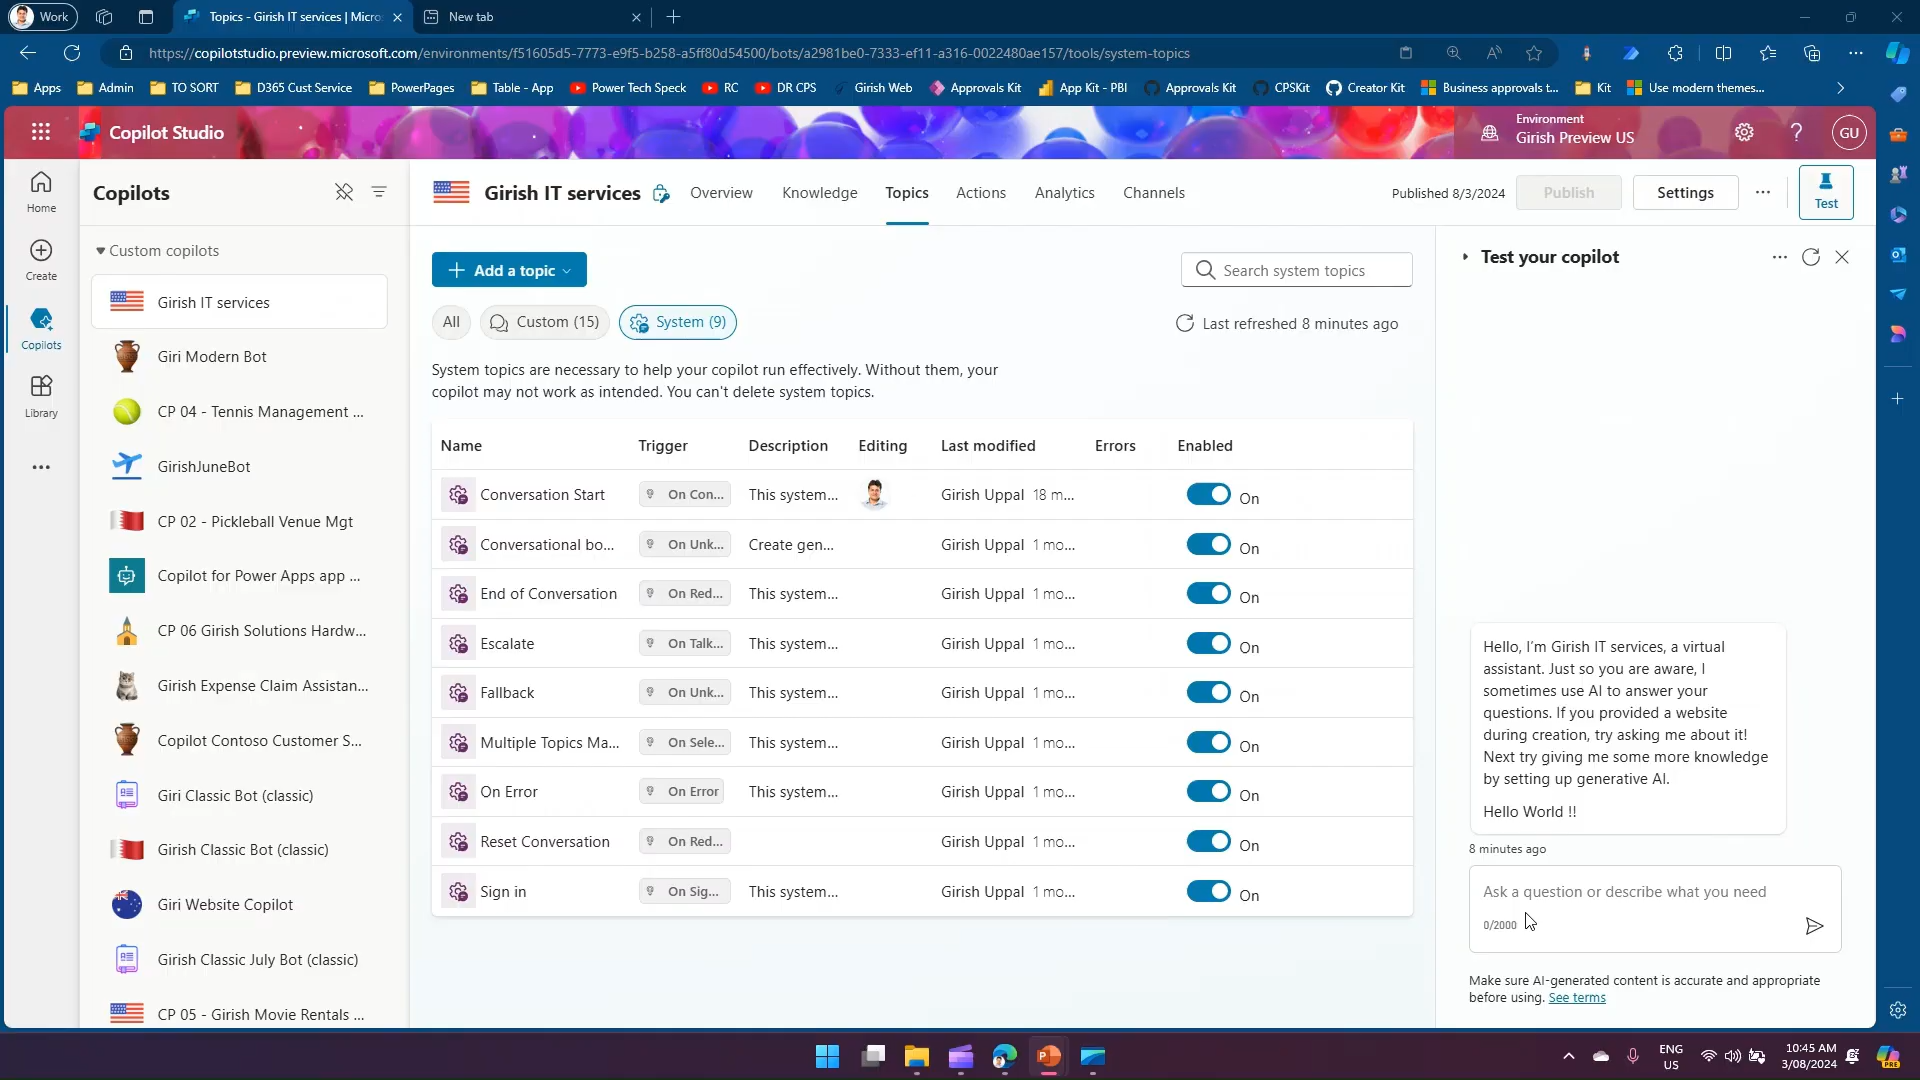 Work
Topics - Girish IT services | Micro
New tab
https://copilotstudio.preview.microsoft.com/environments/f51605d5-7773-e9f5-b258-a5ff80d54500/bots/a2981be0-7333-ef11-a316-0022480ae157/tools/system-topics
Apps
Admin
TO SORT
D365 Cust Service
PowerPages
Table - App
Power Tech Speck
RC
DR CPS
Girish Web
Approvals Kit
App Kit - PBI
Approvals Kit
CPSKit
Creator Kit
Business approvals t...
Kit
Use modern themes...
Copilot Studio
Environment
Girish Preview US
GU
Home
Create
Copilots
Library
Copilots
Custom copilots
Girish IT services
Giri Modern Bot
CP 04 - Tennis Management ...
GirishJuneBot
CP 02 - Pickleball Venue Mgt
Copilot for Power Apps app ...
CP 06 Girish Solutions Hardw...
Girish Expense Claim Assistan...
Copilot Contoso Customer S...
Giri Classic Bot (classic)
Girish Classic Bot (classic)
Giri Website Copilot
Girish Classic July Bot (classic)
CP 05 - Girish Movie Rentals ...
Girish IT services
Overview
Knowledge
Topics
Actions
Analytics
Channels
Published 8/3/2024
Publish
Settings
Test
Add a topic
Search system topics
All
Custom (15)
System (9)
Last refreshed 8 minutes ago
System topics are necessary to help your copilot run effectively. Without them, your
copilot may not work as intended. You can't delete system topics.
Name Trigger Description Editing Last modified Errors Enabled
Conversation Start On Con... This system... Girish Uppal 18 m... On
Conversational bo... On Unk... Create gen... Girish Uppal 1 mo... On
End of Conversation On Red... This system... Girish Uppal 1 mo... On
Escalate On Talk... This system... Girish Uppal 1 mo... On
Fallback On Unk... This system... Girish Uppal 1 mo... On
Multiple Topics Ma... On Sele... This system... Girish Uppal 1 mo... On
On Error On Error This system... Girish Uppal 1 mo... On
Reset Conversation On Red... Girish Uppal 1 mo... On
Sign in On Sig... This system... Girish Uppal 1 mo... On
Test your copilot
Hello, I'm Girish IT services, a virtual
assistant. Just so you are aware, I
sometimes use AI to answer your
questions. If you provided a website
during creation, try asking me about it!
Next try giving me some more knowledge
by setting up generative AI.
Hello World !!
8 minutes ago
Ask a question or describe what you need
0/2000
Make sure AI-generated content is accurate and appropriate
before using. See terms
ENG
US
10:45 AM
3/08/2024
PRE